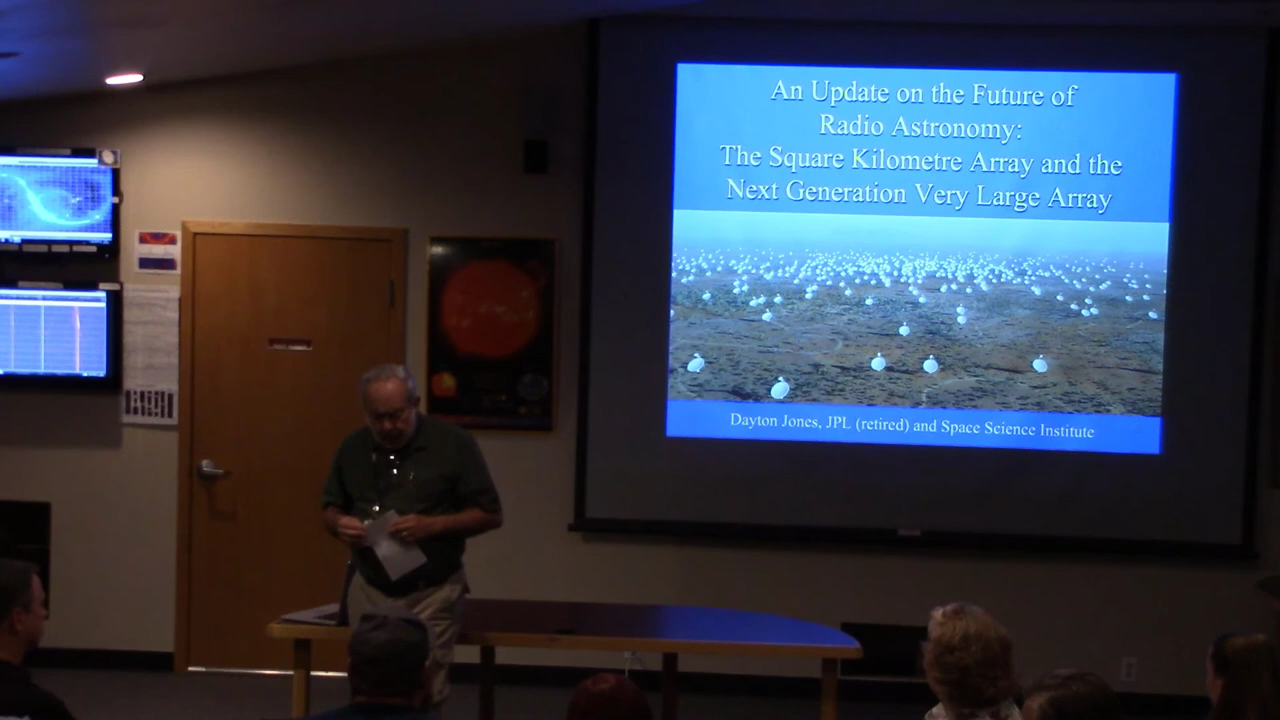 An Update on the Future of
Radio Astronomy:
The Square Kilometre Array and the
Next Generation Very Large Array
Dayton Jones, JPL (retired) and Space Science Institute